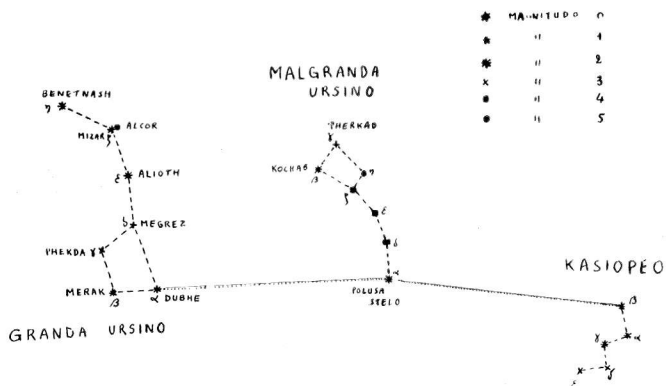 MAGNITUDO 0
" 1
" 2
" 3
" 4
" 5
MALGRANDA
URSINO
BENETNASH
η
MIZAR ζ ALCOR
ε ALIOTH
δ MEGREZ
PHEKDA γ
MERAK
β
α DUBHE
GRANDA URSINO
PHERKAD
γ
KOCHAB
β
η
ζ
ε
δ
α
POLUSA
STELO
KASIOPEO
β
α
γ
δ
ε